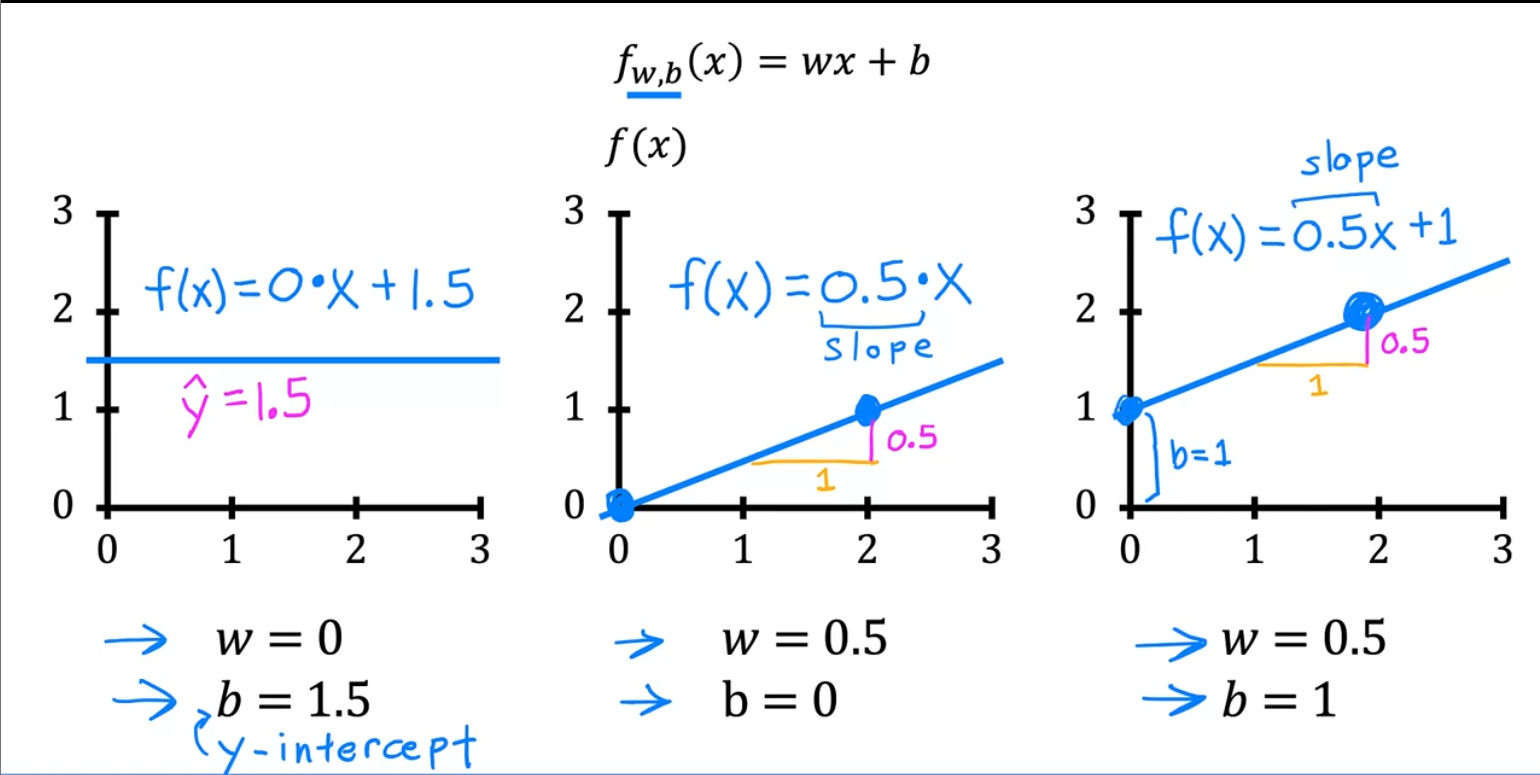 f_{w,b}(x) = wx + b
f(x)
3
2
1
0
0 1 2 3
f(x)=0•X+1.5
ŷ=1.5
w = 0
b = 1.5
y-intercept
3
2
1
0
0 1 2 3
f(x)=0.5•X
slope
0.5
1
w = 0.5
b = 0
slope
3
2
1
0
0 1 2 3
f(x)=0.5x+1
0.5
1
b=1
w = 0.5
b = 1